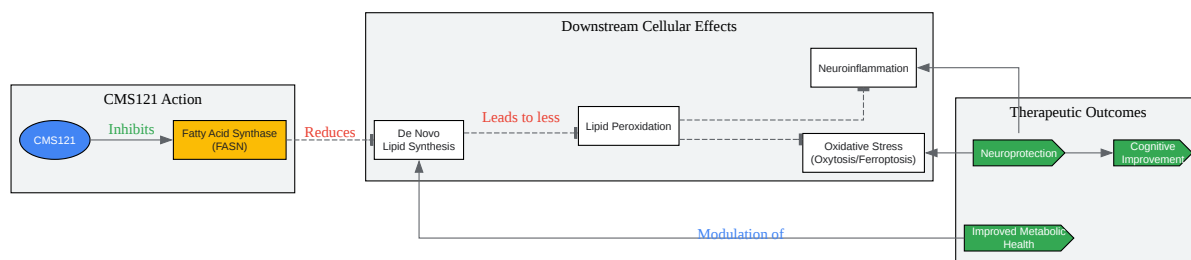 CMS121 Action
CMS121
Inhibits
Fatty Acid Synthase
(FASN)
Reduces
Downstream Cellular Effects
De Novo
Lipid Synthesis
Leads to less
Lipid Peroxidation
Neuroinflammation
Oxidative Stress
(Oxytosis/Ferroptosis)
Therapeutic Outcomes
Neuroprotection
Cognitive
Improvement
Improved Metabolic
Health
Modulation of